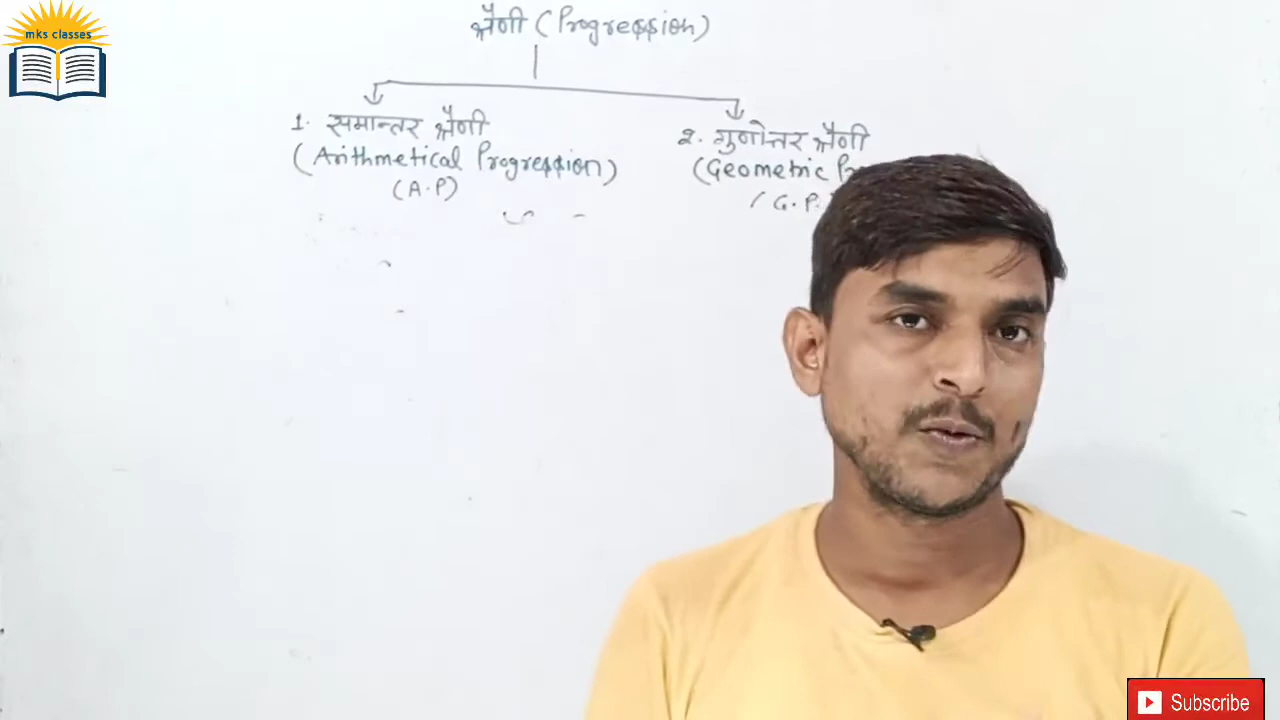 mks classes
श्रैणी (Progression)
1. समान्तर श्रैणी
(Arithmetical Progression)
(A.P)
2. गुणोत्तर श्रैणी
(Geometric
(G.P.
Subscribe